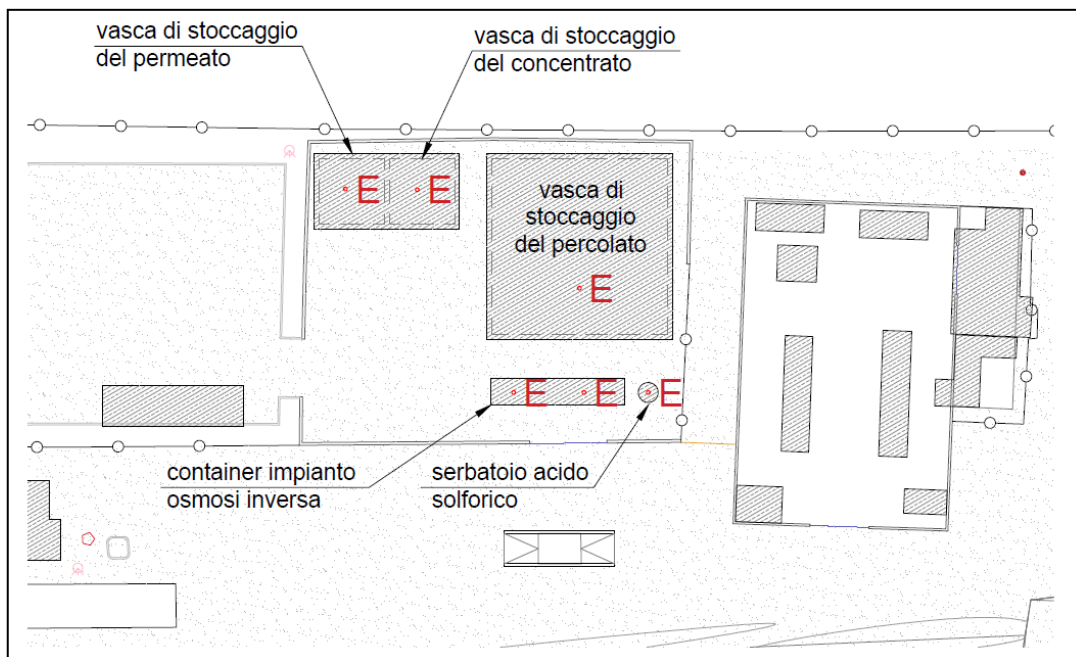 vasca di stoccaggio
del permeato
vasca di stoccaggio
del concentrato
E
E
vasca di
stoccaggio
del percolato
E
E
E
E
container impianto
osmosi inversa
serbatoio acido
solforico